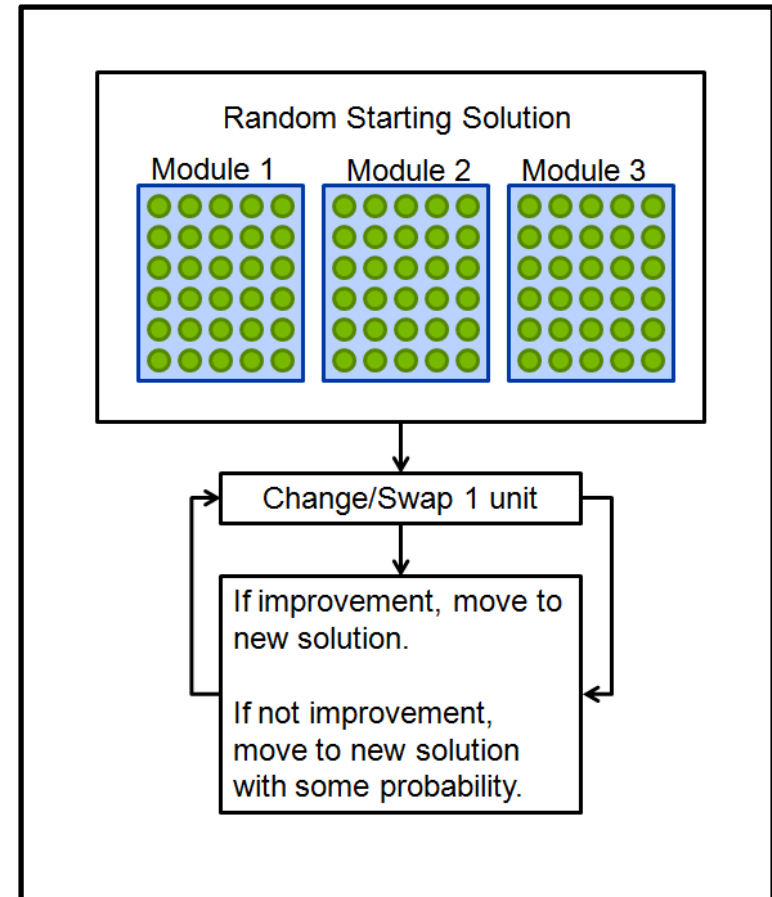 Random Starting Solution
Module 1 Module 2 Module 3
Change/Swap 1 unit
If improvement, move to
new solution.
If not improvement,
move to new solution
with some probability.